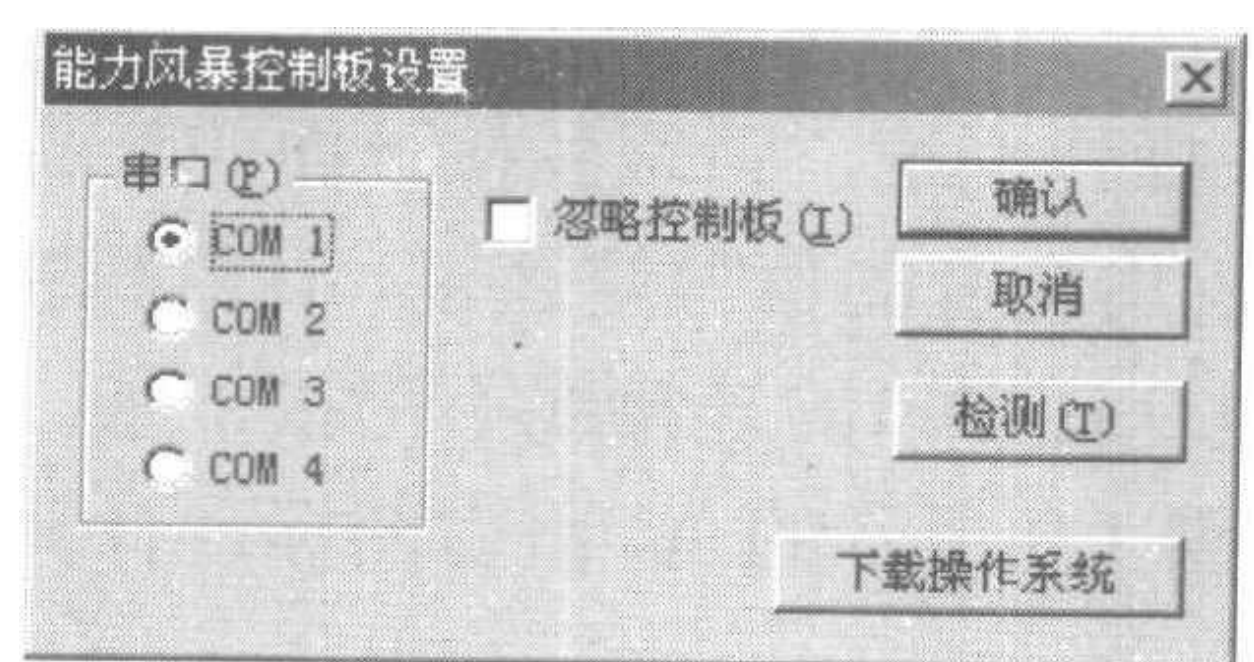 能力风暴控制板设置
串口(P)
COM 1
COM 2
COM 3
COM 4
忽略控制板(I)
确认
取消
检测(T)
下载操作系统